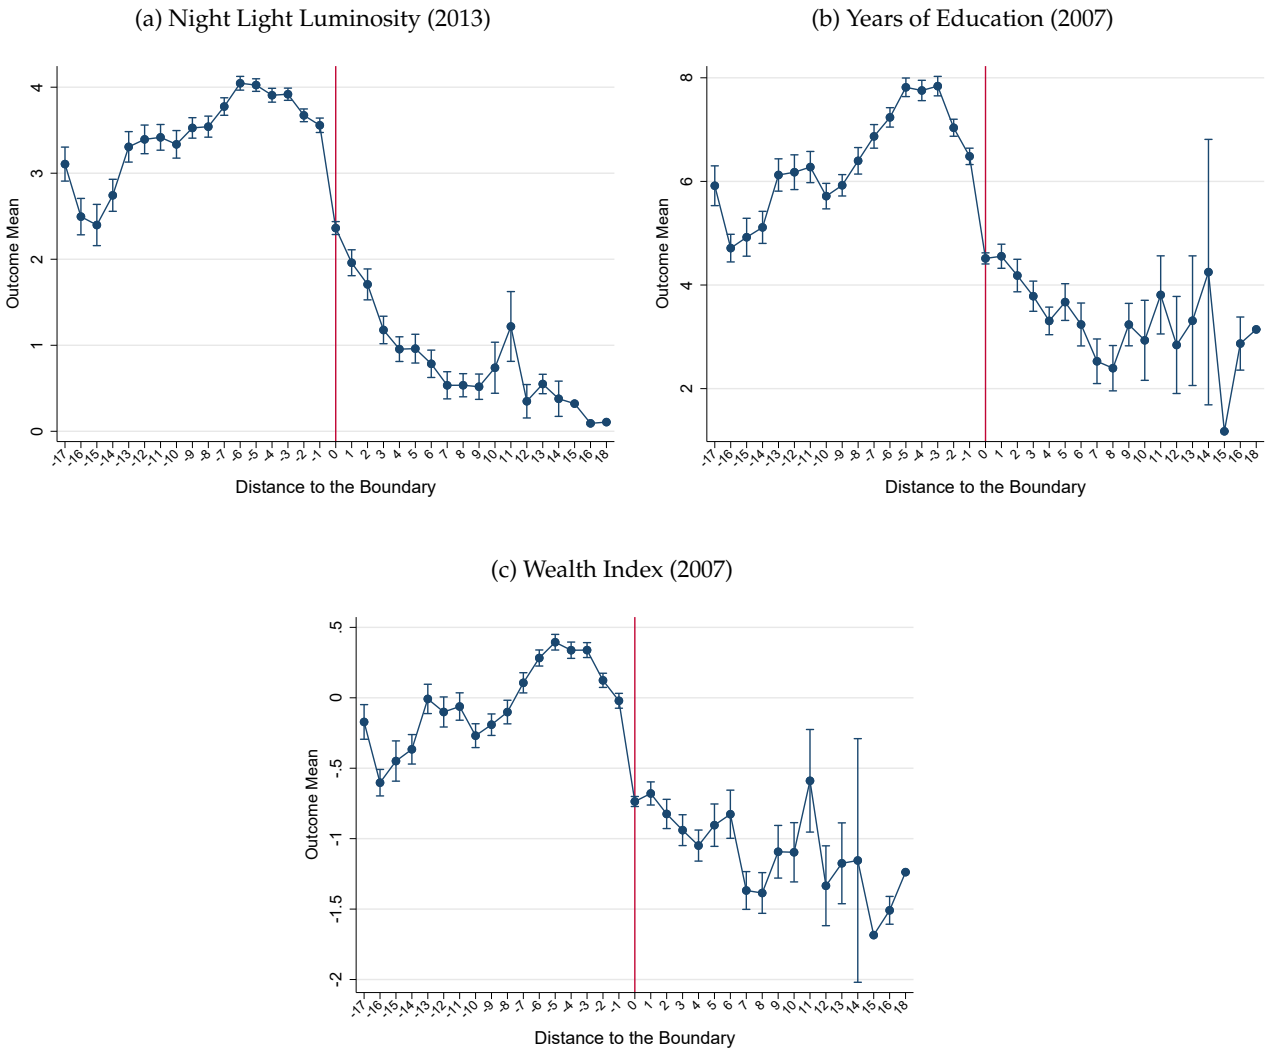 (a) Night Light Luminosity (2013)
Outcome Mean
4
3
2
1
0
-17 -16 -15 -14 -13 -12 -11 -10 -9 -8 -7 -6 -5 -4 -3 -2 -1 0 1 2 3 4 5 6 7 8 9 10 11 12 13 14 15 16 18
Distance to the Boundary
(b) Years of Education (2007)
Outcome Mean
8
6
4
2
-17 -16 -15 -14 -13 -12 -11 -10 -9 -8 -7 -6 -5 -4 -3 -2 -1 0 1 2 3 4 5 6 7 8 9 10 11 12 13 14 15 16 18
Distance to the Boundary
(c) Wealth Index (2007)
Outcome Mean
.5
0
-.5
-1
-1.5
-2
-17 -16 -15 -14 -13 -12 -11 -10 -9 -8 -7 -6 -5 -4 -3 -2 -1 0 1 2 3 4 5 6 7 8 9 10 11 12 13 14 15 16 18
Distance to the Boundary